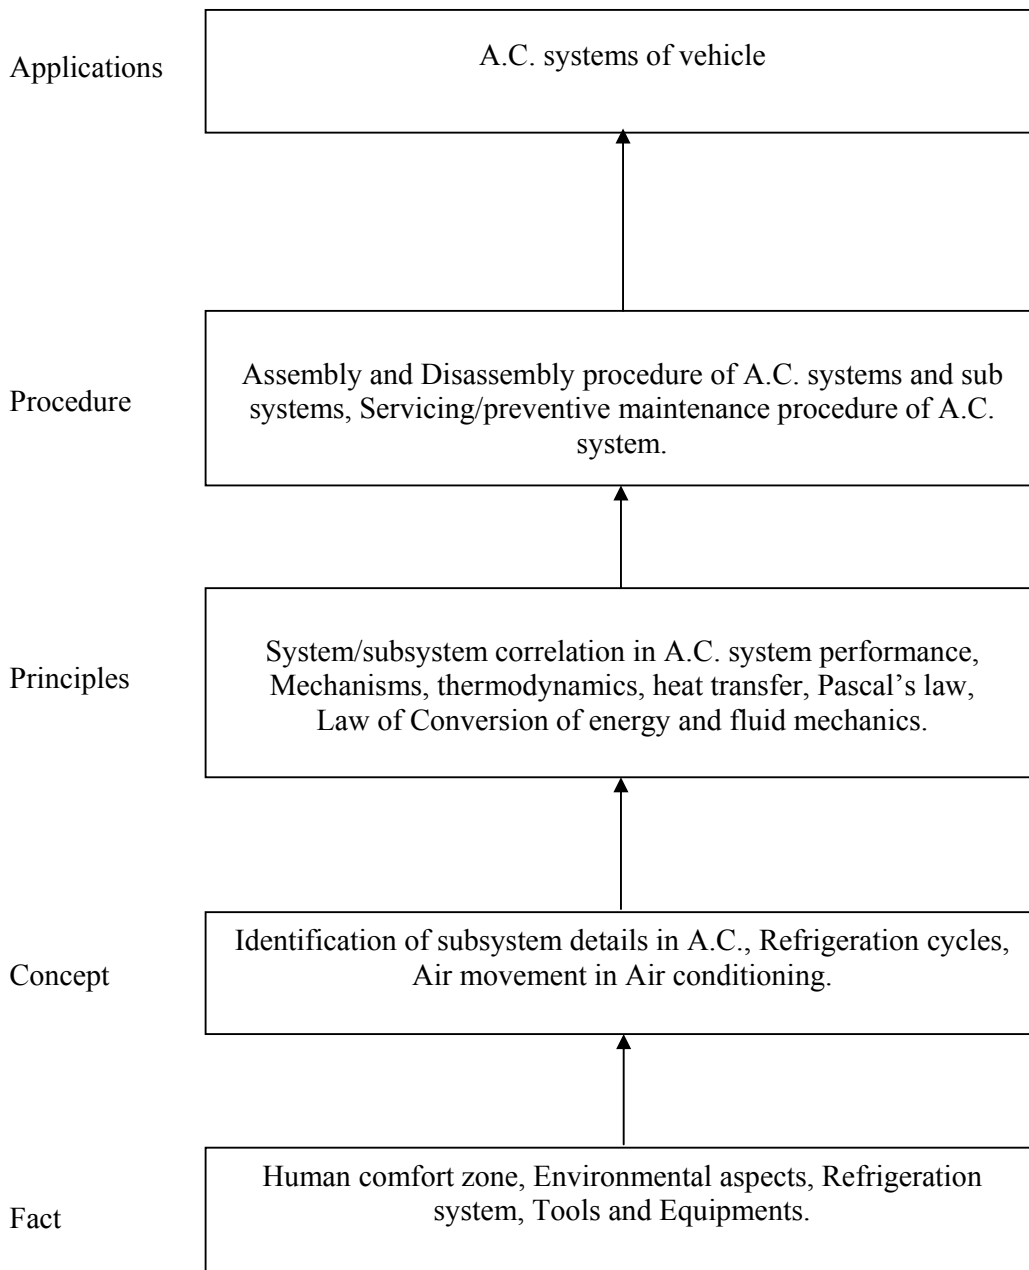 Applications
A.C. systems of vehicle
Procedure
Assembly and Disassembly procedure of A.C. systems and sub
systems, Servicing/preventive maintenance procedure of A.C.
system.
Principles
System/subsystem correlation in A.C. system performance,
Mechanisms, thermodynamics, heat transfer, Pascal’s law,
Law of Conversion of energy and fluid mechanics.
Concept
Identification of subsystem details in A.C., Refrigeration cycles,
Air movement in Air conditioning.
Fact
Human comfort zone, Environmental aspects, Refrigeration
system, Tools and Equipments.